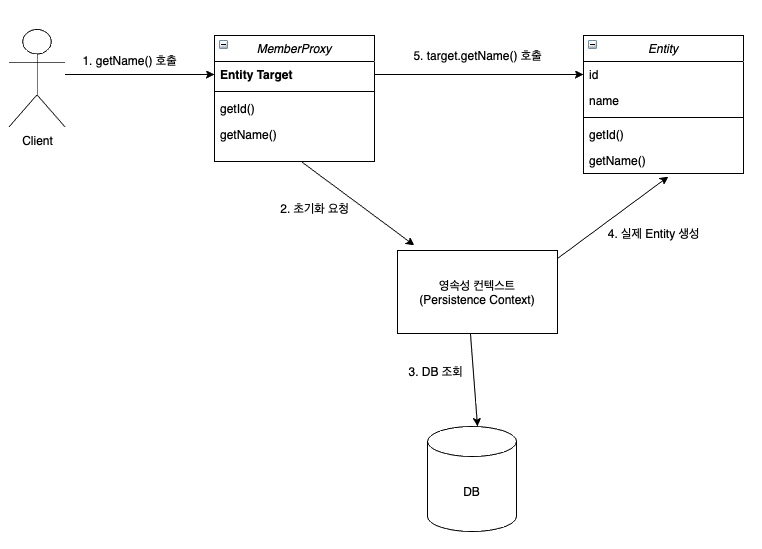 1. getName() 호출
Client
MemberProxy
Entity Target
getId()
getName()
5. target.getName() 호출
Entity
id
name
getId()
getName()
2. 초기화 요청
4. 실제 Entity 생성
영속성 컨텍스트
(Persistence Context)
3. DB 조회
DB